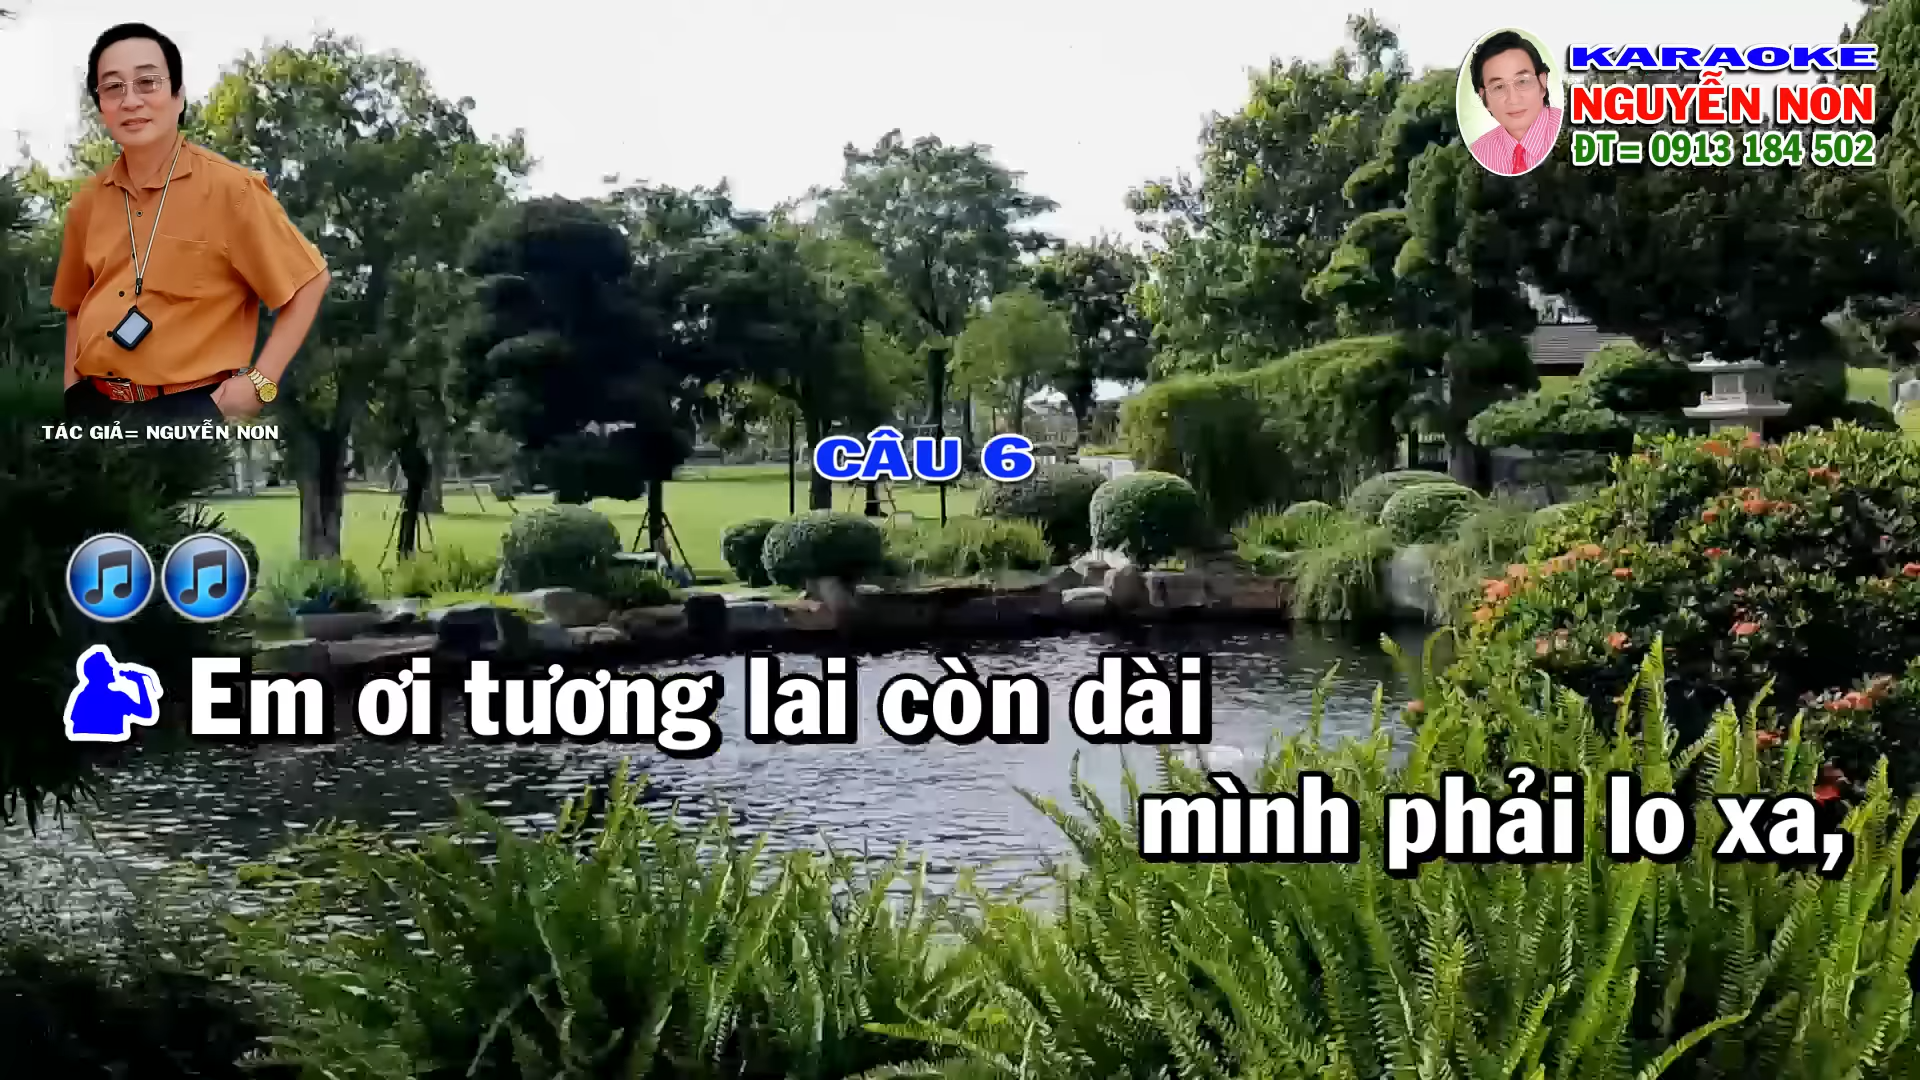 KARAOKE
NGUYỄN NON
ĐT= 0913 184 502
TÁC GIẢ= NGUYỄN NON
CÂU 6
Em ơi tương lai còn dài
mình phải lo xa,